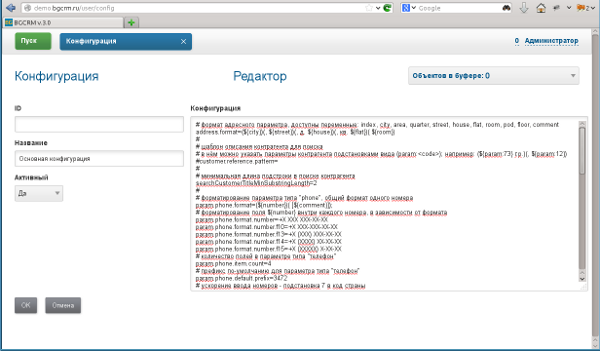 demo.bgcrm.ru/user/config
Google
BGCRM v.3.0
Пуск
Конфигурация
0 Администратор
Конфигурация
Редактор
Объектов в буфере: 0
ID
Название
Основная конфигурация
Активный
Да
OK
Отмена
Конфигурация
# формат адресного параметра, доступны переменные: index, city, area, quarter, street, house, flat, room, pod, floor, comment
address.format=(${city})(, ${street})(, д. ${house})(, кв. ${flat})( ${room})
#
# шаблон описания контрагента для поиска
# в нём можно указать параметры контрагента подстановками вида (param:<code>); например: (${param:73} гр.)(, ${param:12})
#customer.reference.pattern=
#
# минимальная длина подстроки в поиске контрагента
searchCustomerTitleMinSubstringLength=2
#
# форматирование параметра типа "phone", общий формат одного номера
param.phone.format=(${number})( [${comment}]);
# форматирование поля ${number} внутри каждого номера, в зависимости от формата
param.phone.format.number=+X XXX XXX-XX-XX
param.phone.format.number.f10=+X XXX-XXX-XX-XX
param.phone.format.number.f13=+X (XXX) XXX-XX-XX
param.phone.format.number.f14=+X (XXXX) XX-XX-XX
param.phone.format.number.f15=+X (XXXXX) X-XX-XX
# количество полей в параметре типа "телефон"
param.phone.item.count=4
# префикс по-умолчанию для параметра типа "телефон"
param.phone.default.prefix=3472
# ускорение ввода номеров - подстановка 7 в код страны